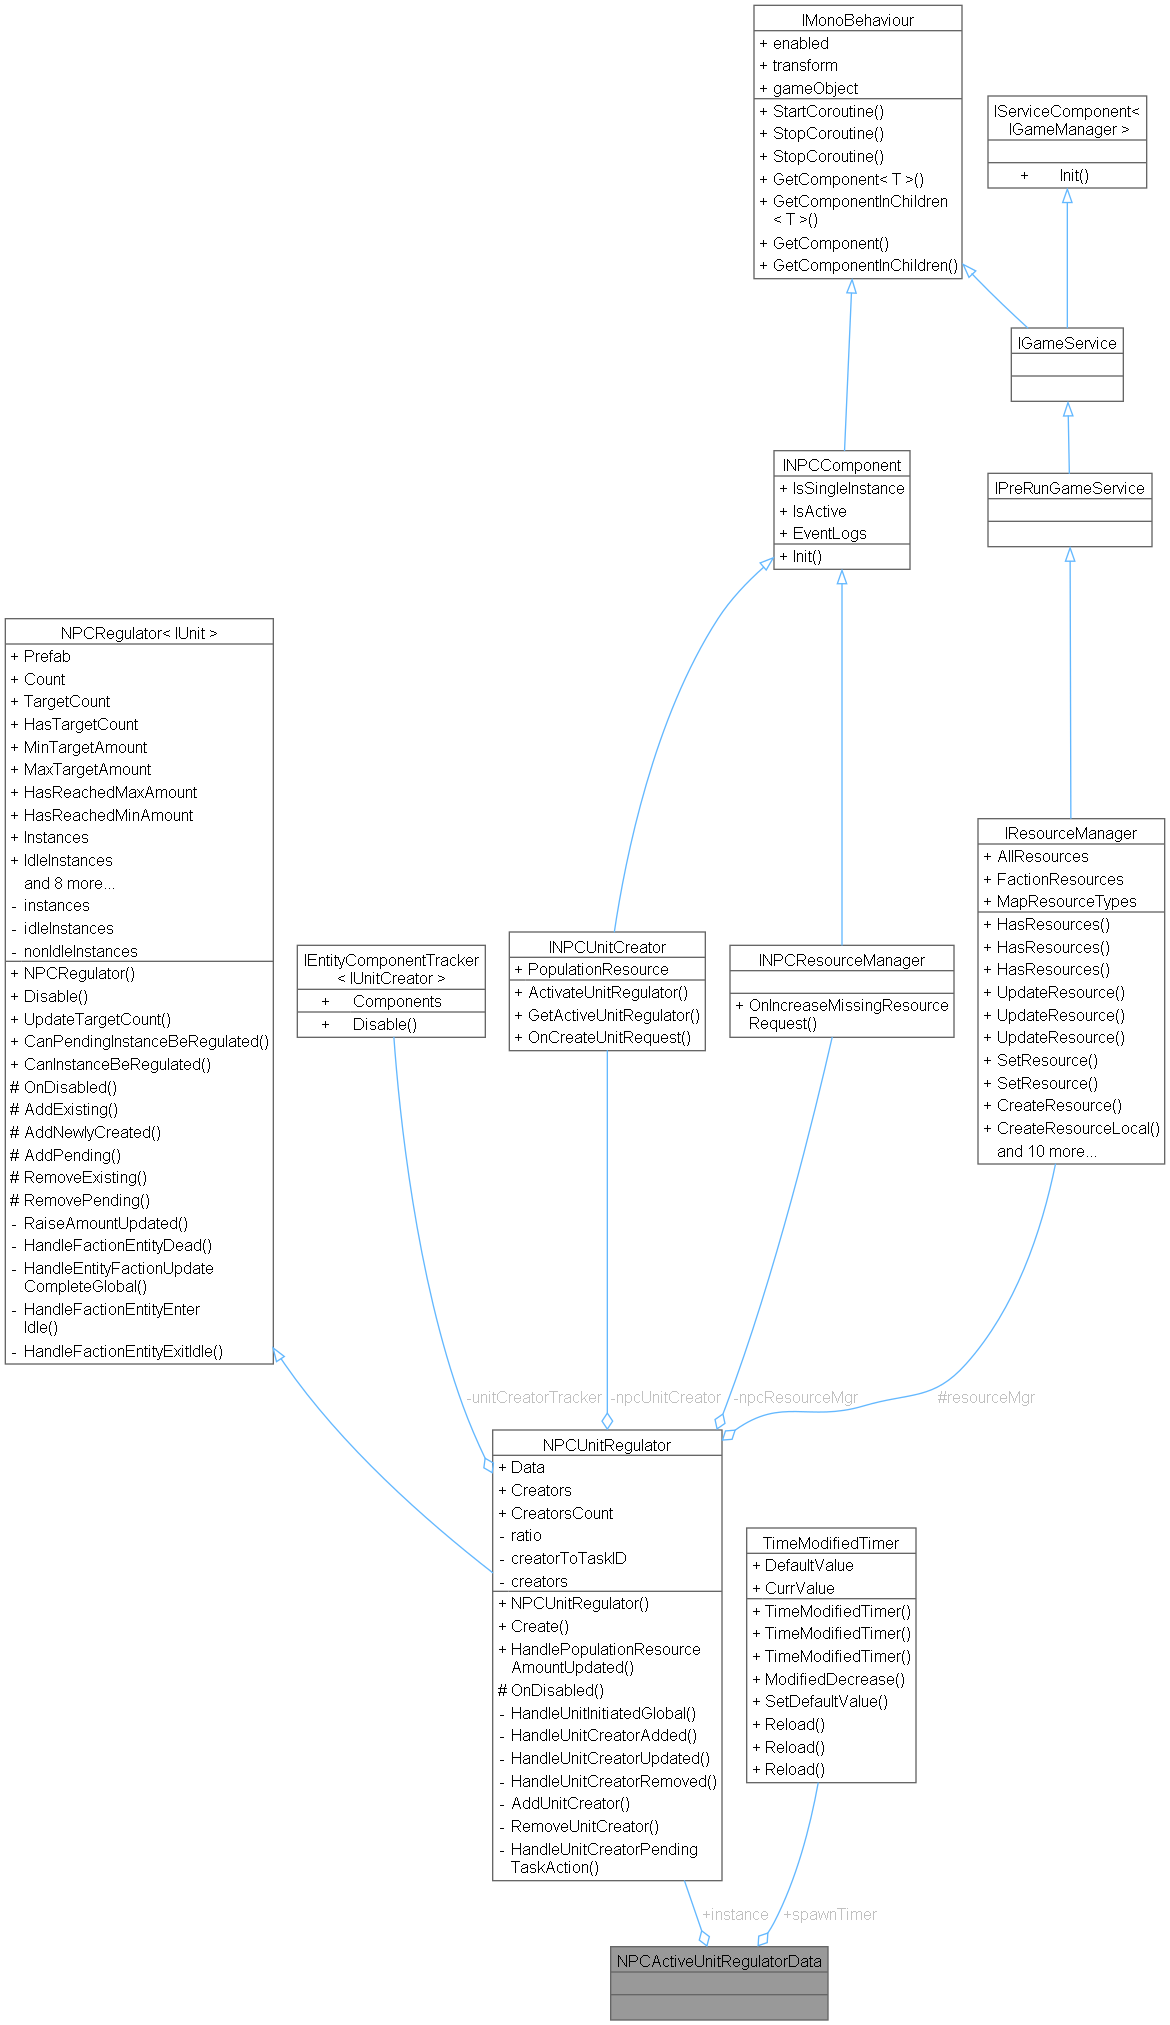 IMonoBehaviour
+ enabled
+ transform
+ gameObject
+ StartCoroutine()
+ StopCoroutine()
+ StopCoroutine()
+ GetComponent< T >()
+ GetComponentInChildren
< T >()
+ GetComponent()
+ GetComponentInChildren()
IServiceComponent<
IGameManager >
+ Init()
IGameService
INPCComponent
+ IsSingleInstance
+ IsActive
+ EventLogs
+ Init()
IPreRunGameService
NPCRegulator< IUnit >
+ Prefab
+ Count
+ TargetCount
+ HasTargetCount
+ MinTargetAmount
+ MaxTargetAmount
+ HasReachedMaxAmount
+ HasReachedMinAmount
+ Instances
+ IdleInstances
and 8 more...
- instances
- idleInstances
- nonIdleInstances
+ NPCRegulator()
+ Disable()
+ UpdateTargetCount()
+ CanPendingInstanceBeRegulated()
+ CanInstanceBeRegulated()
# OnDisabled()
# AddExisting()
# AddNewlyCreated()
# AddPending()
# RemoveExisting()
# RemovePending()
- RaiseAmountUpdated()
- HandleFactionEntityDead()
- HandleEntityFactionUpdate
CompleteGlobal()
- HandleFactionEntityEnter
Idle()
- HandleFactionEntityExitIdle()
IEntityComponentTracker
< IUnitCreator >
+ Components
+ Disable()
INPCUnitCreator
+ PopulationResource
+ ActivateUnitRegulator()
+ GetActiveUnitRegulator()
+ OnCreateUnitRequest()
INPCResourceManager
+ OnIncreaseMissingResource
Request()
IResourceManager
+ AllResources
+ FactionResources
+ MapResourceTypes
+ HasResources()
+ HasResources()
+ HasResources()
+ UpdateResource()
+ UpdateResource()
+ UpdateResource()
+ SetResource()
+ SetResource()
+ CreateResource()
+ CreateResourceLocal()
and 10 more...
-unitCreatorTracker
-npcUnitCreator
-npcResourceMgr
#resourceMgr
NPCUnitRegulator
+ Data
+ Creators
+ CreatorsCount
- ratio
- creatorToTaskID
- creators
+ NPCUnitRegulator()
+ Create()
+ HandlePopulationResource
AmountUpdated()
# OnDisabled()
- HandleUnitInitiatedGlobal()
- HandleUnitCreatorAdded()
- HandleUnitCreatorUpdated()
- HandleUnitCreatorRemoved()
- AddUnitCreator()
- RemoveUnitCreator()
- HandleUnitCreatorPending
TaskAction()
TimeModifiedTimer
+ DefaultValue
+ CurrValue
+ TimeModifiedTimer()
+ TimeModifiedTimer()
+ TimeModifiedTimer()
+ ModifiedDecrease()
+ SetDefaultValue()
+ Reload()
+ Reload()
+ Reload()
+instance
+spawnTimer
NPCActiveUnitRegulatorData